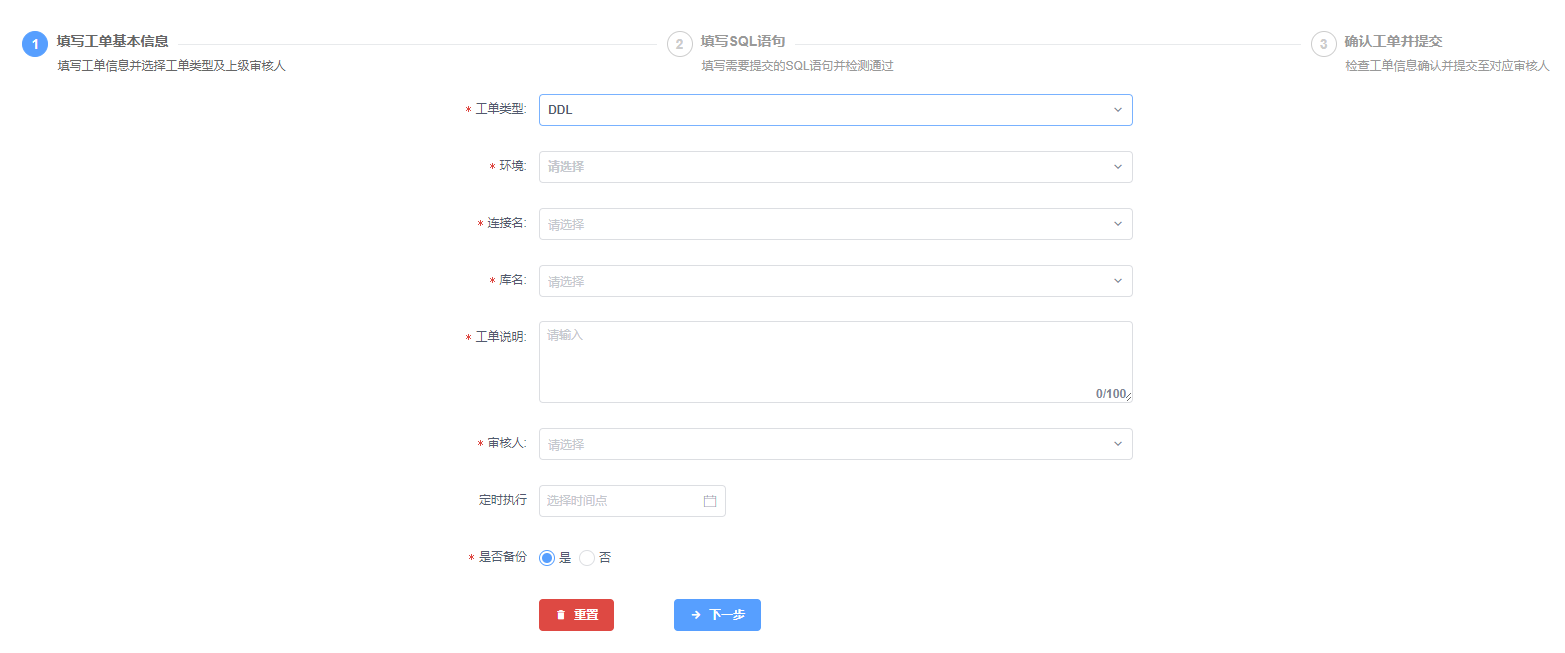 1 填写工单基本信息
填写工单信息并选择工单类型及上级审核人
2 填写SQL语句
填写需要提交的SQL语句并检测通过
3 确认工单并提交
检查工单信息确认并提交至对应审核人
* 工单类型: DDL
* 环境: 请选择
* 连接名: 请选择
* 库名: 请选择
* 工单说明: 请输入
0/100
* 审核人: 请选择
定时执行 选择时间点
* 是否备份 是 否
重置 下一步